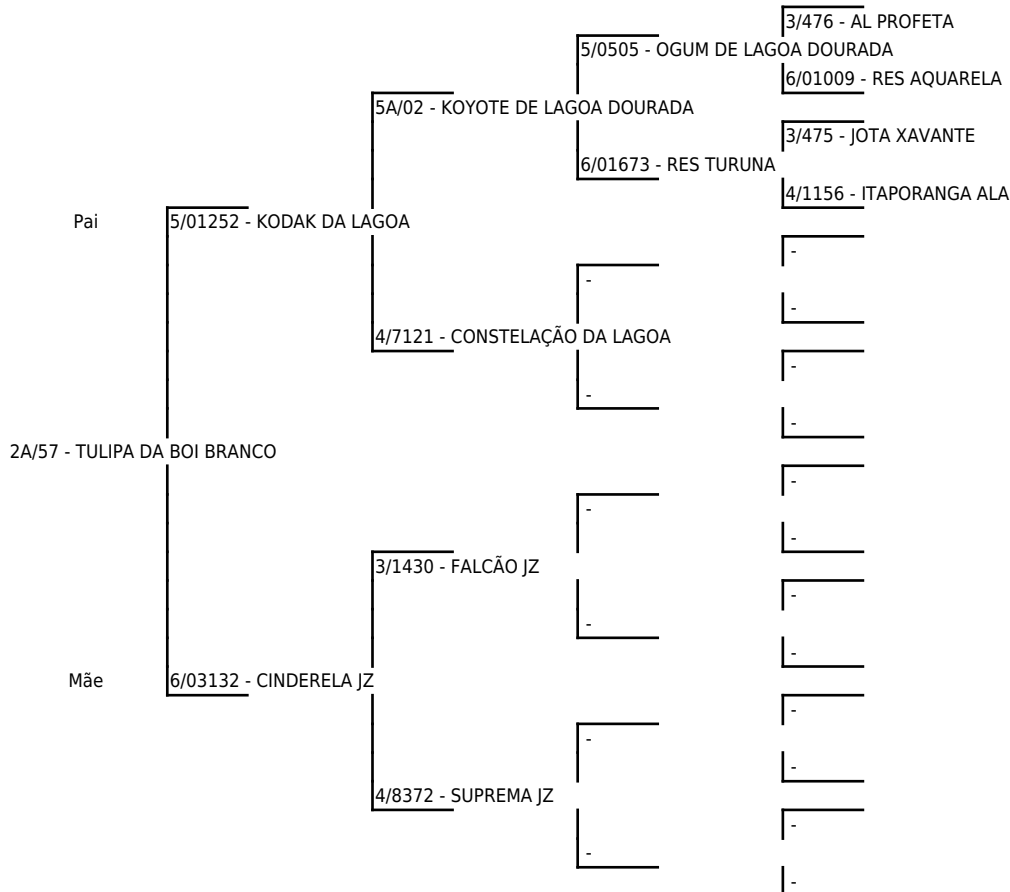 3/476 - AL PROFETA
5/0505 - OGUM DE LAGOA DOURADA
6/01009 - RES AQUARELA
5A/02 - KOYOTE DE LAGOA DOURADA
3/475 - JOTA XAVANTE
6/01673 - RES TURUNA
4/1156 - ITAPORANGA ALA
Pai 5/01252 - KODAK DA LAGOA
-
-
-
4/7121 - CONSTELAÇÃO DA LAGOA
-
-
-
2A/57 - TULIPA DA BOI BRANCO
-
-
-
3/1430 - FALCÃO JZ
-
-
-
Mãe 6/03132 - CINDERELA JZ
-
-
-
4/8372 - SUPREMA JZ
-
-
-